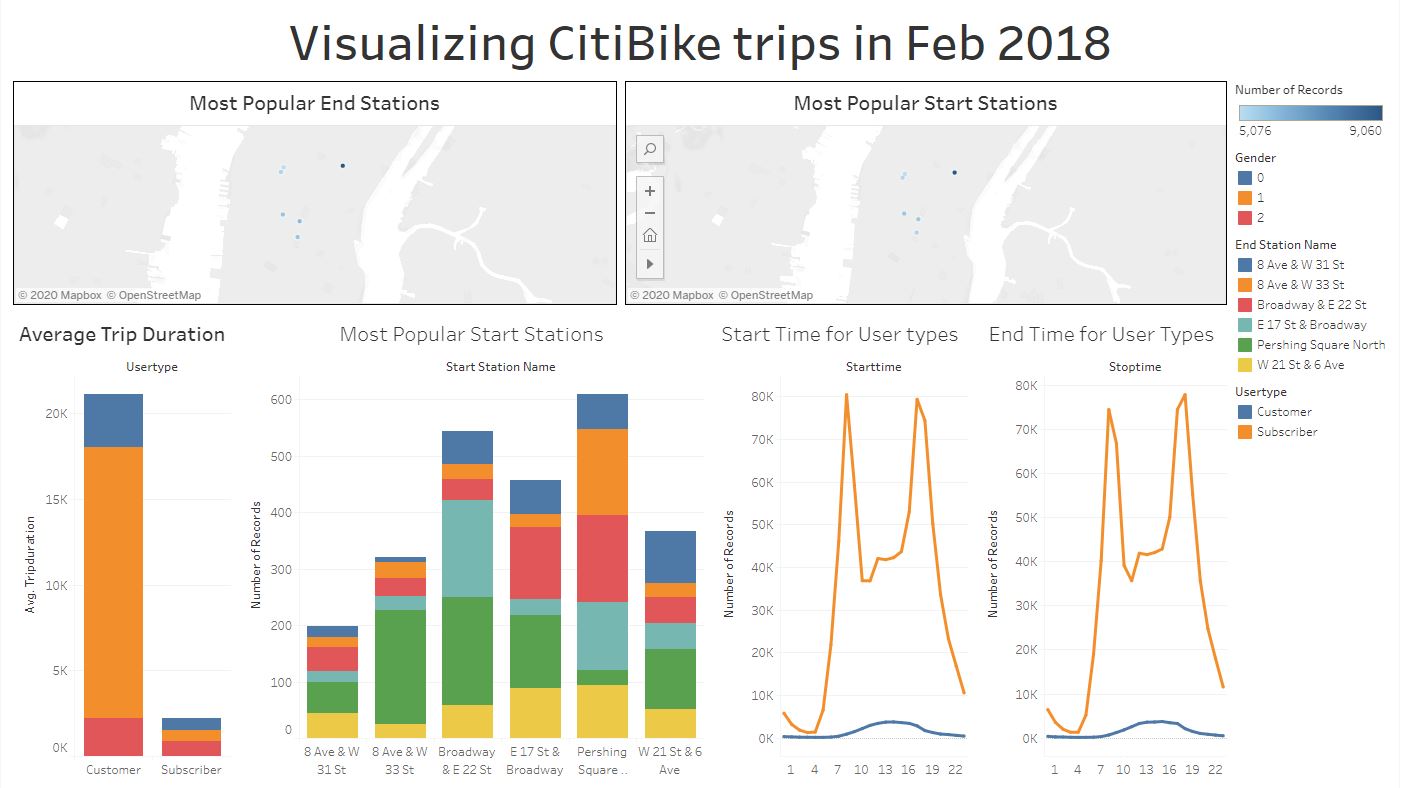 Visualizing CitiBike trips in Feb 2018
Most Popular End Stations
© 2020 Mapbox © OpenStreetMap
Most Popular Start Stations
© 2020 Mapbox © OpenStreetMap
Number of Records
5,076 9,060
Gender
0
1
2
End Station Name
8 Ave & W 31 St
8 Ave & W 33 St
Broadway & E 22 St
E 17 St & Broadway
Pershing Square North
W 21 St & 6 Ave
Usertype
Customer
Subscriber
Average Trip Duration
Usertype
Avg. Tripduration
20K
15K
10K
5K
0K
Customer Subscriber
Most Popular Start Stations
Start Station Name
Number of Records
600
500
400
300
200
100
0
8 Ave & W
31 St
8 Ave & W
33 St
Broadway
& E 22 St
E 17 St &
Broadway
Pershing
Square ..
W 21 St & 6
Ave
Start Time for User types
Starttime
Number of Records
80K
70K
60K
50K
40K
30K
20K
10K
0K
1 4 7 10 13 16 19 22
End Time for User Types
Stoptime
Number of Records
80K
70K
60K
50K
40K
30K
20K
10K
0K
1 4 7 10 13 16 19 22